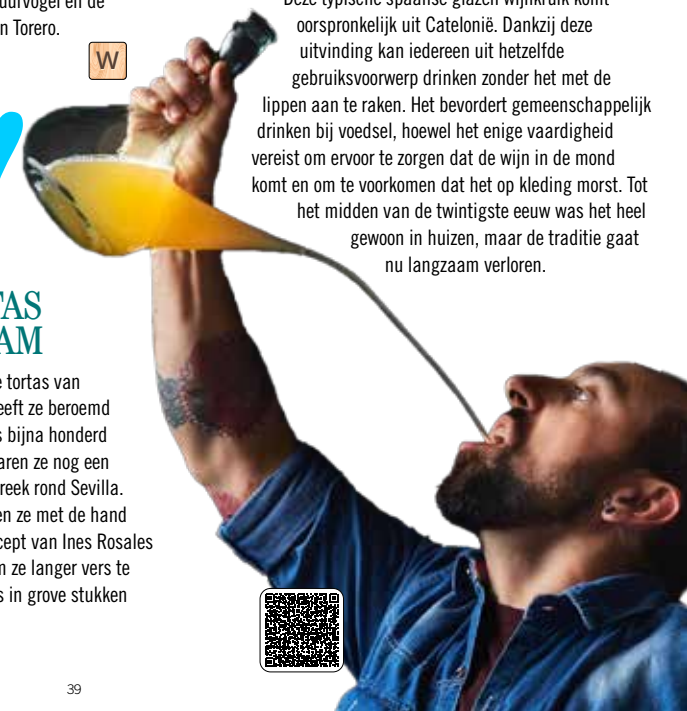 n Torero.
W
oorspronkelijk uit Catelonië. Dankzij deze
uitvinding kan iedereen uit hetzelfde
gebruiksvoorwerp drinken zonder het met de
lippen aan te raken. Het bevordert gemeenschappelijk
drinken bij voedsel, hoewel het enige vaardigheid
vereist om ervoor te zorgen dat de wijn in de mond
komt en om te voorkomen dat het op kleding morst. Tot
het midden van de twintigste eeuw was het heel
gewoon in huizen, maar de traditie gaat
nu langzaam verloren.
TAS
AM
e tortas van
eeft ze beroemd
s bijna honderd
aren ze nog een
reek rond Sevilla.
en ze met de hand
cept van Ines Rosales
m ze langer vers te
s in grove stukken
39